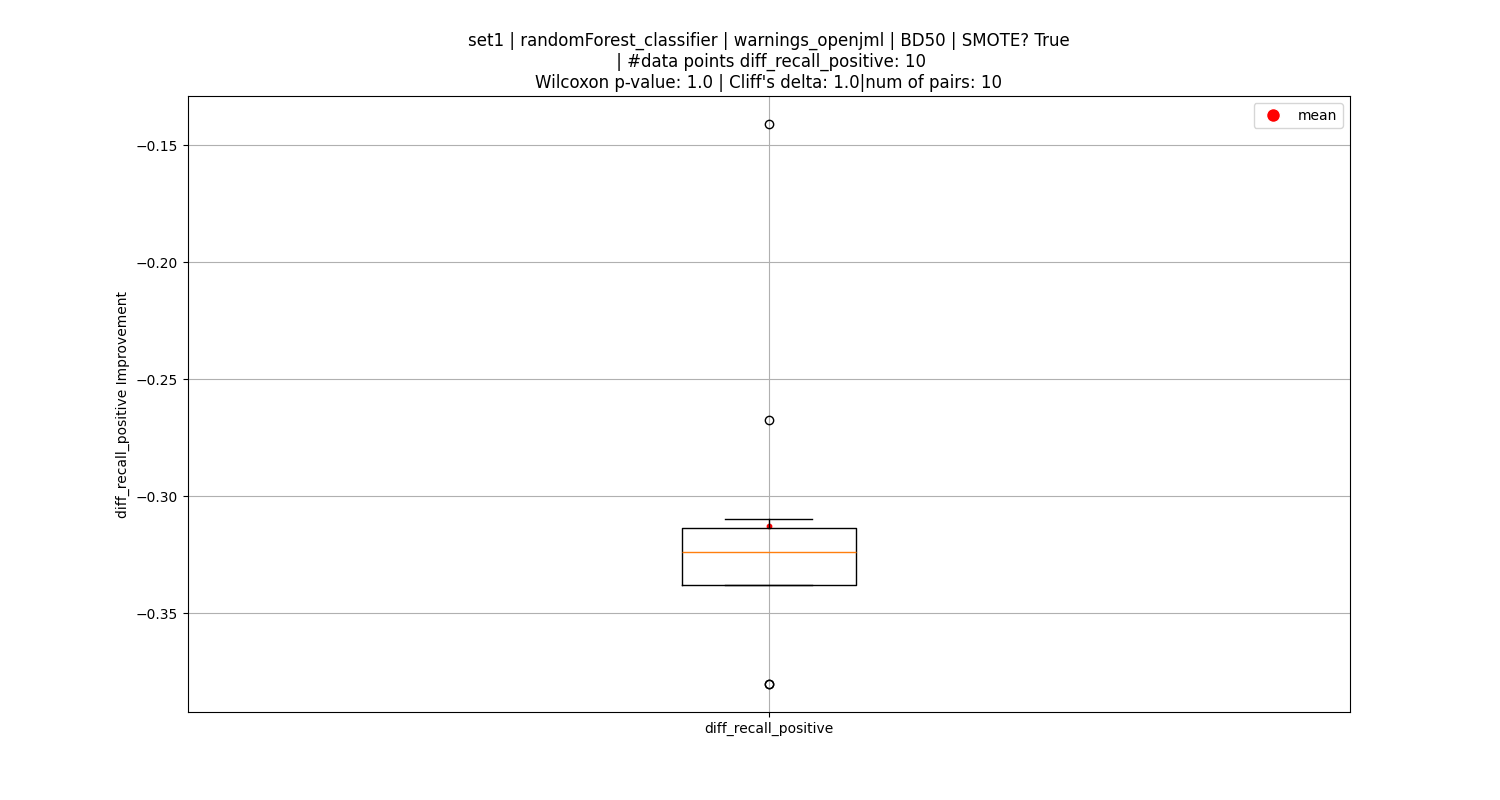 set1 | randomForest_classifier | warnings_openjml | BD50 | SMOTE? True
| #data points diff_recall_positive: 10
Wilcoxon p-value: 1.0 | Cliff's delta: 1.0|num of pairs: 10
mean
−0.15
−0.20
−0.25
−0.30
−0.35
diff_recall_positive Improvement
diff_recall_positive